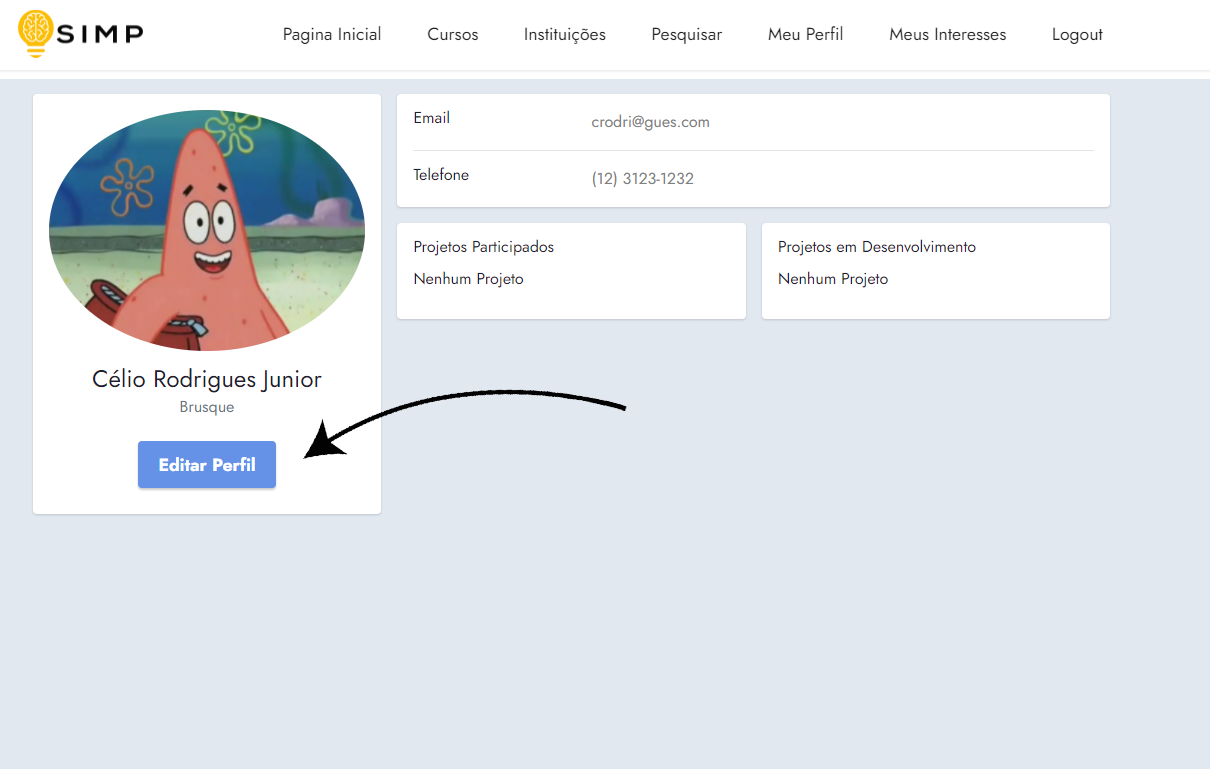 SIMP
Pagina Inicial
Cursos
Instituições
Pesquisar
Meu Perfil
Meus Interesses
Logout
Célio Rodrigues Junior
Brusque
Editar Perfil
Email
crodri@gues.com
Telefone
(12) 3123-1232
Projetos Participados
Nenhum Projeto
Projetos em Desenvolvimento
Nenhum Projeto